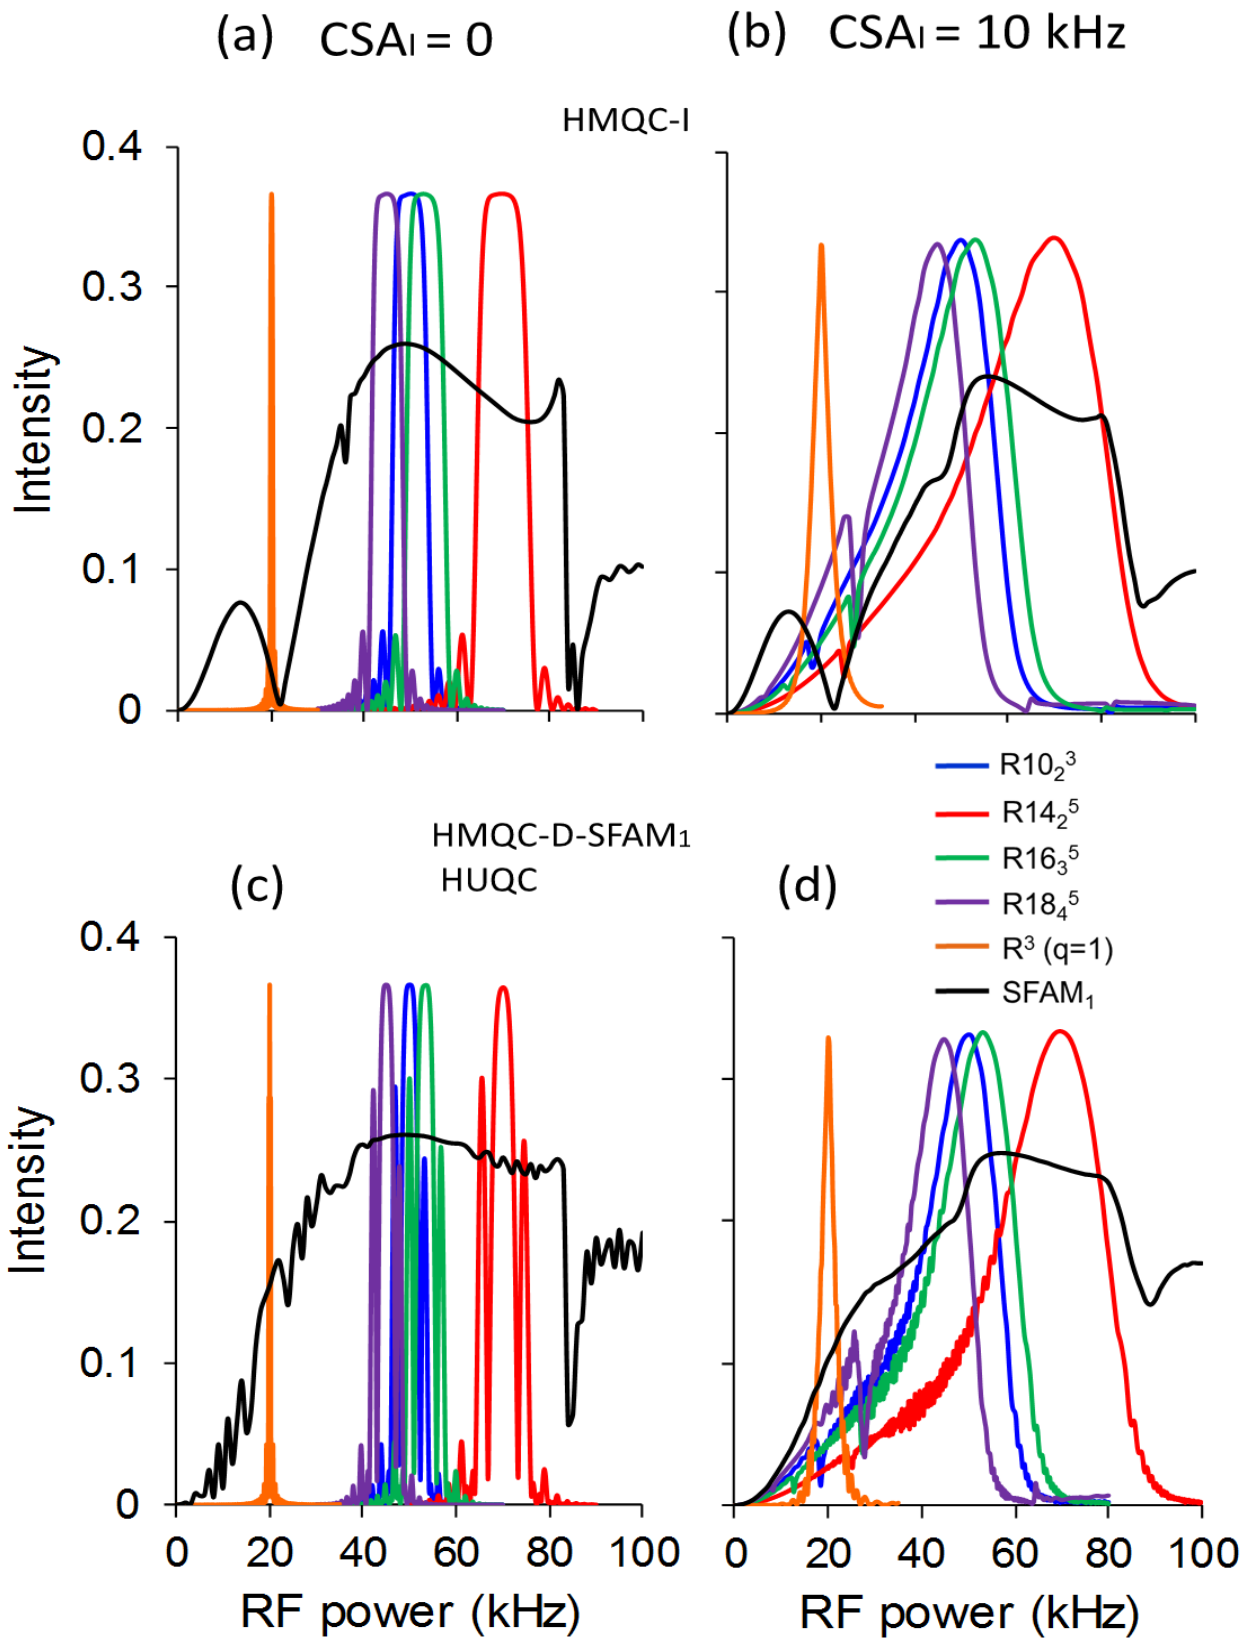 (a) CSAI = 0
(b) CSAI = 10 kHz
HMQC-I
0.4
0.3
0.2
0.1
0
Intensity
R10₂³
R14₂⁵
R16₃⁵
R18₄⁵
R³ (q=1)
SFAM₁
HMQC-D-SFAM₁
HUQC
(c)
(d)
0.4
0.3
0.2
0.1
0
Intensity
0 20 40 60 80 100
0 20 40 60 80 100
RF power (kHz)
RF power (kHz)